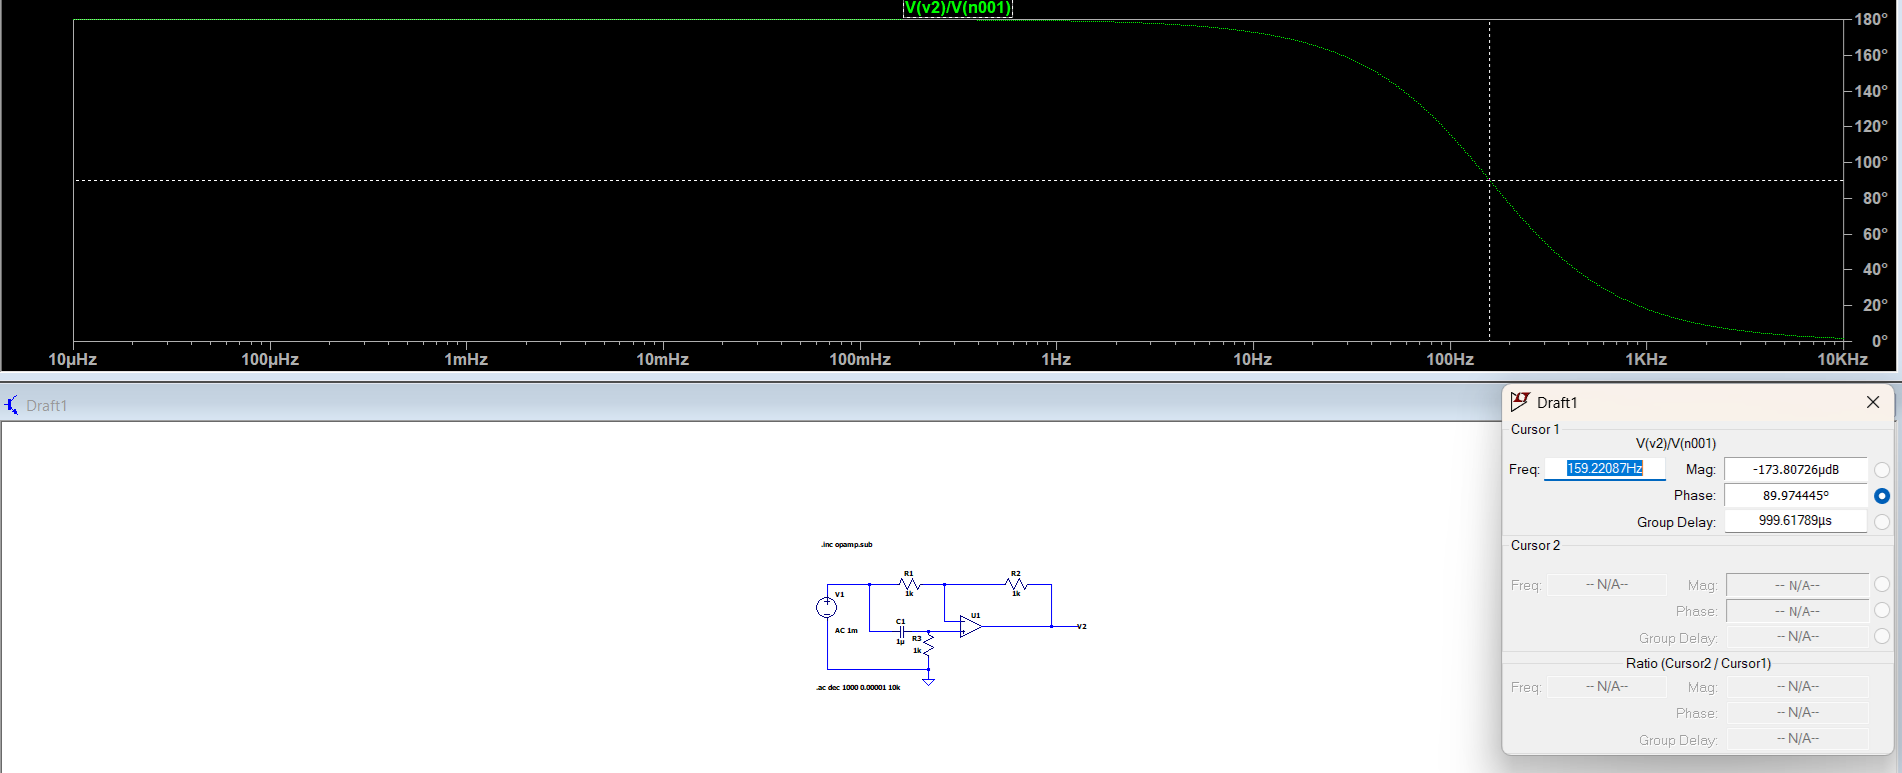 V(v2)/V(n001)
180°
160°
140°
120°
100°
80°
60°
40°
20°
0°
10µHz 100µHz 1mHz 10mHz 100mHz 1Hz 10Hz 100Hz 1KHz 10KHz
Draft1
.inc opamp.sub
R1
1k
R2
1k
V1
AC 1m
C1
1µ
R3
1k
U1
V2
.ac dec 1000 0.00001 10k
Draft1
Cursor 1
V(v2)/V(n001)
Freq: 159.22087Hz Mag: -173.80726µdB
Phase: 89.974445°
Group Delay: 999.61789µs
Cursor 2
Freq: -- N/A-- Mag: -- N/A--
Phase: -- N/A--
Group Delay: -- N/A--
Ratio (Cursor2 / Cursor1)
Freq: -- N/A-- Mag: -- N/A--
Phase: -- N/A--
Group Delay: -- N/A--